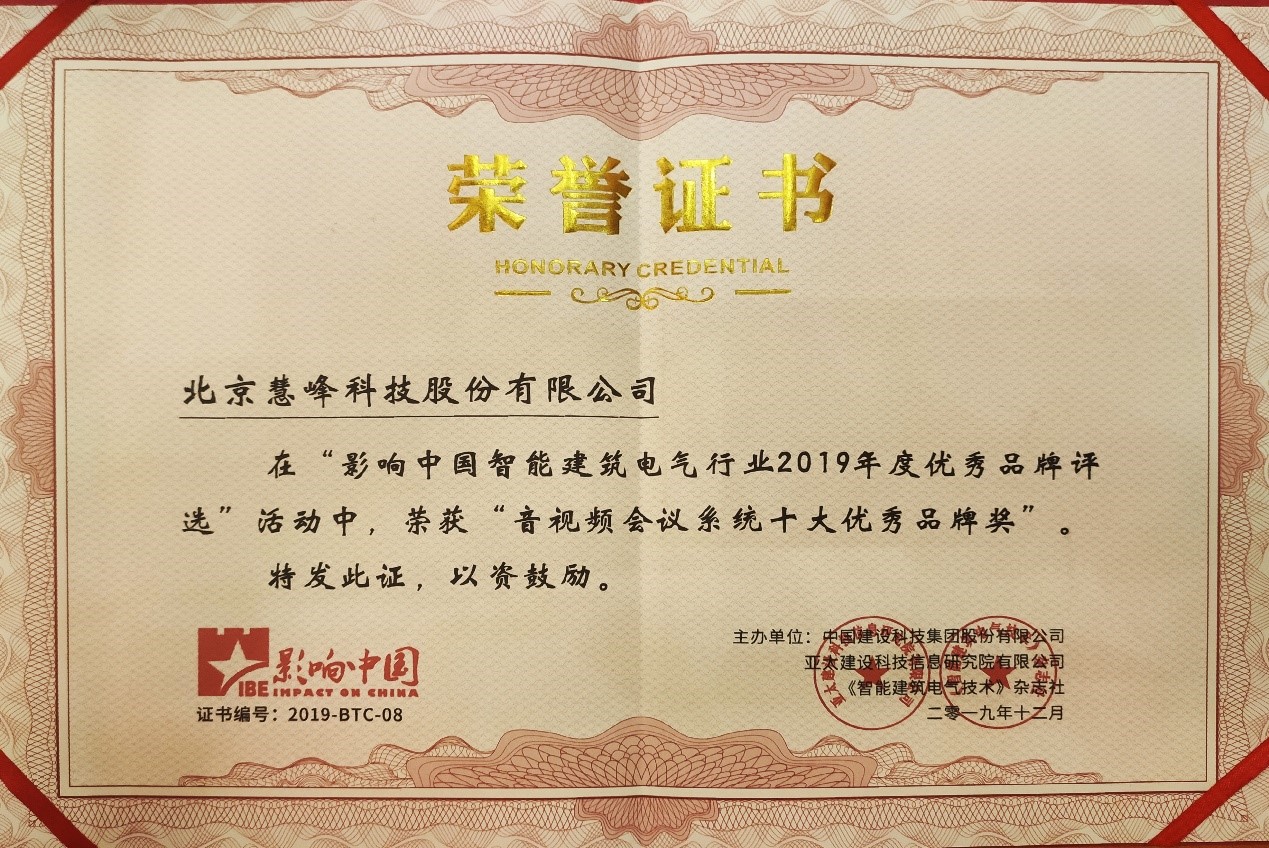 荣誉证书
HONORARY CREDENTIAL
北京慧峰科技股份有限公司
在“影响中国智能建筑电气行业2019年度优秀品牌评
选”活动中，荣获“音视频会议系统十大优秀品牌奖”。
特发此证，以资鼓励。
影响中国
IBE IMPACT ON CHINA
证书编号：2019-BTC-08
主办单位：中国建设科技集团股份有限公司
亚太建设科技信息研究院有限公司
《智能建筑电气技术》杂志社
二零一九年十二月